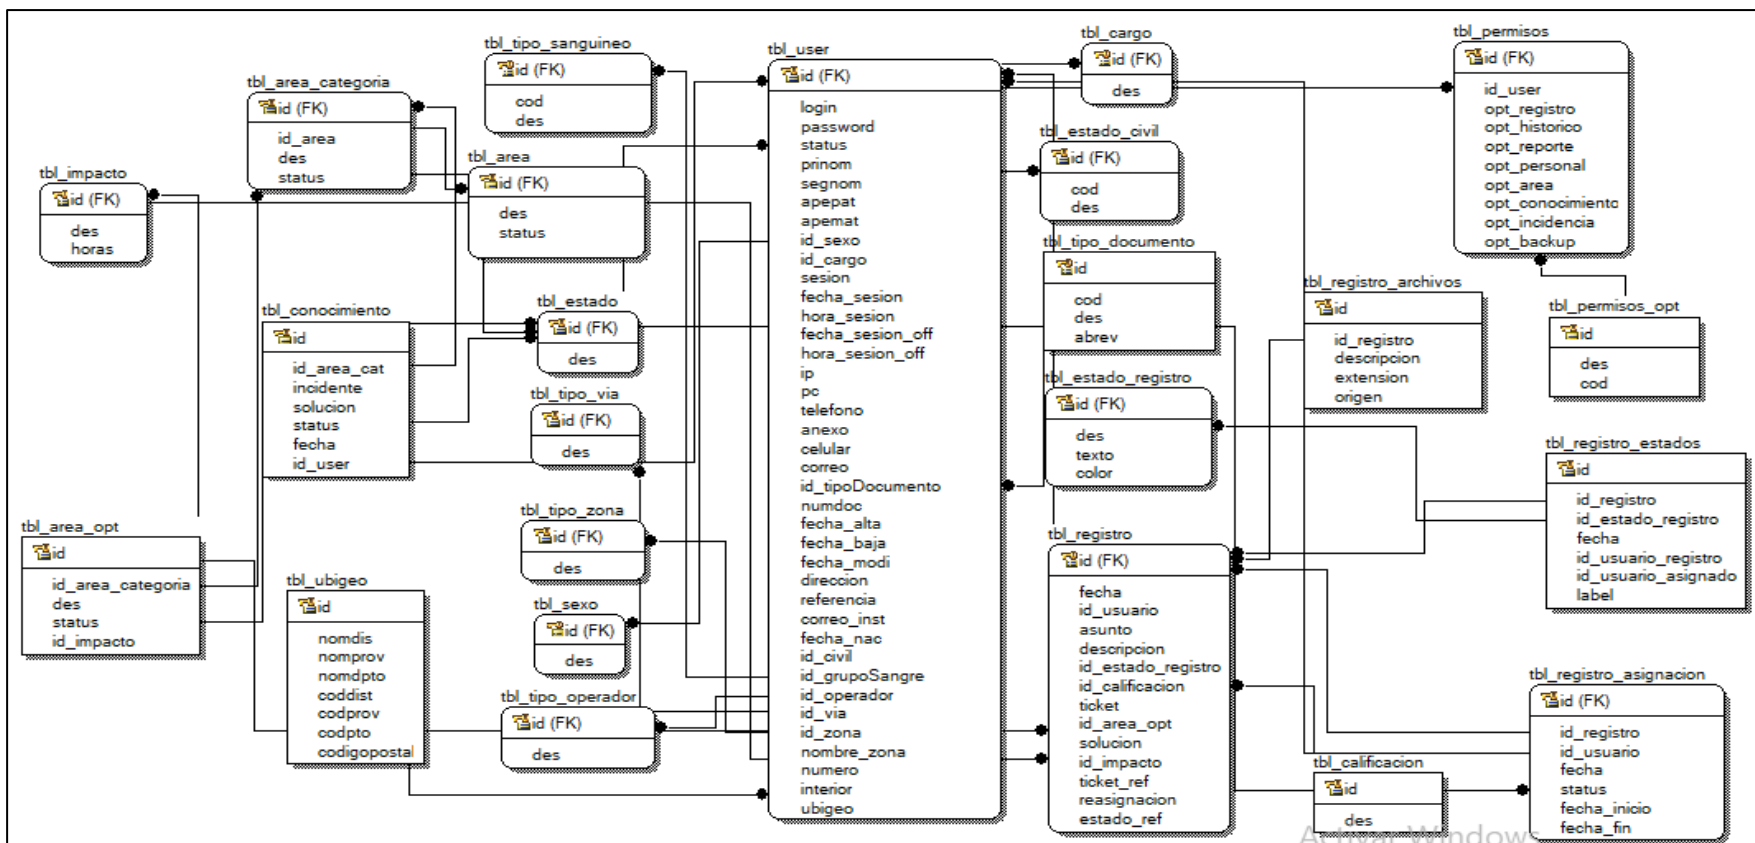 tbl_tipo_sanguineo
id (FK)
cod
des
tbl_user
id (FK)
login
password
status
prinom
segnom
apepat
apemat
id_sexo
id_cargo
sesion
fecha_sesion
hora_sesion
fecha_sesion_off
hora_sesion_off
ip
pc
telefono
anexo
celular
correo
id_tipoDocumento
numdoc
fecha_alta
fecha_baja
fecha_modi
direccion
referencia
correo_inst
fecha_nac
id_civil
id_grupoSangre
id_operador
id_via
id_zona
nombre_zona
numero
interior
ubigeo
tbl_cargo
id (FK)
des
tbl_permisos
id (FK)
id_user
opt_registro
opt_historico
opt_reporte
opt_personal
opt_area
opt_conocimiento
opt_incidencia
opt_backup
tbl_area_categoria
id (FK)
id_area
des
status
tbl_area
id (FK)
des
status
tbl_estado_civil
id (FK)
cod
des
tbl_impacto
id (FK)
des
horas
tbl_tipo_documento
id
cod
des
abrev
tbl_registro_archivos
id
id_registro
descripcion
extension
origen
tbl_permisos_opt
id
des
cod
tbl_conocimiento
id
id_area_cat
incidente
solucion
status
fecha
id_user
tbl_estado
id (FK)
des
tbl_tipo_via
id (FK)
des
tbl_estado_registro
id (FK)
des
texto
color
tbl_registro_estados
id
id_registro
id_estado_registro
fecha
id_usuario_registro
id_usuario_asignado
label
tbl_area_opt
id
id_area_categoria
des
status
id_impacto
tbl_tipo_zona
id (FK)
des
tbl_ubigeo
id
nomdis
nomprov
nomdpto
coddist
codprov
codpto
codigopostal
tbl_sexo
id (FK)
des
tbl_tipo_operador
id (FK)
des
tbl_registro
id (FK)
fecha
id_usuario
asunto
descripcion
id_estado_registro
id_calificacion
ticket
id_area_opt
solucion
id_impacto
ticket_ref
reasignacion
estado_ref
tbl_calificacion
id
des
tbl_registro_asignacion
id (FK)
id_registro
id_usuario
fecha
status
fecha_inicio
fecha_fin
Activar Windows